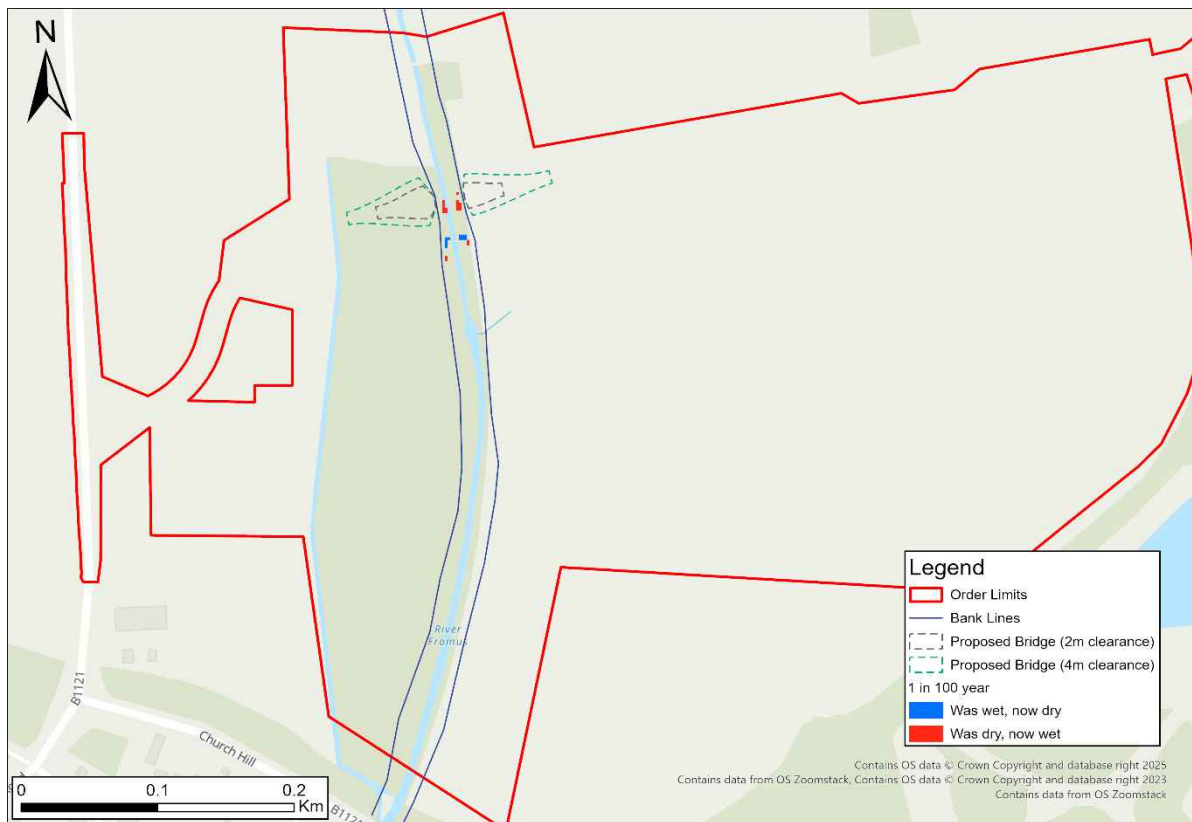 N
River
Fromus
B1121
Church Hill
B1121
0
0.1
0.2
Km
Legend
Order Limits
Bank Lines
Proposed Bridge (2m clearance)
Proposed Bridge (4m clearance)
1 in 100 year
Was wet, now dry
Was dry, now wet
Contains OS data © Crown Copyright and database right 2025
Contains data from OS Zoomstack, Contains OS data © Crown Copyright and database right 2023
Contains data from OS Zoomstack